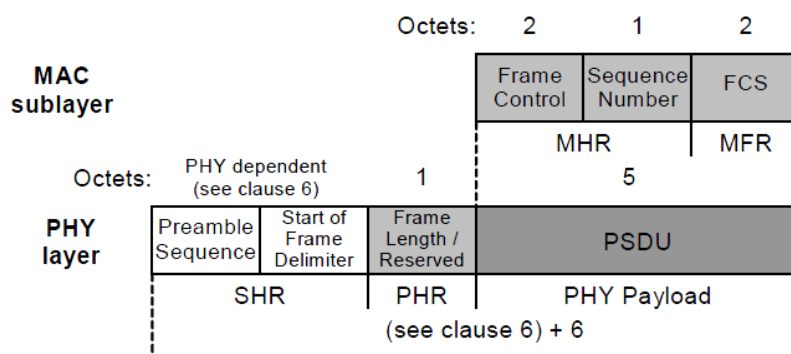 Octets: 2 1 2
MAC
sublayer
Frame
Control
Sequence
Number
FCS
MHR MFR
Octets: PHY dependent
(see clause 6)
1 5
PHY
layer
Preamble
Sequence
Start of
Frame
Delimiter
Frame
Length /
Reserved
PSDU
SHR PHR PHY Payload
(see clause 6) + 6